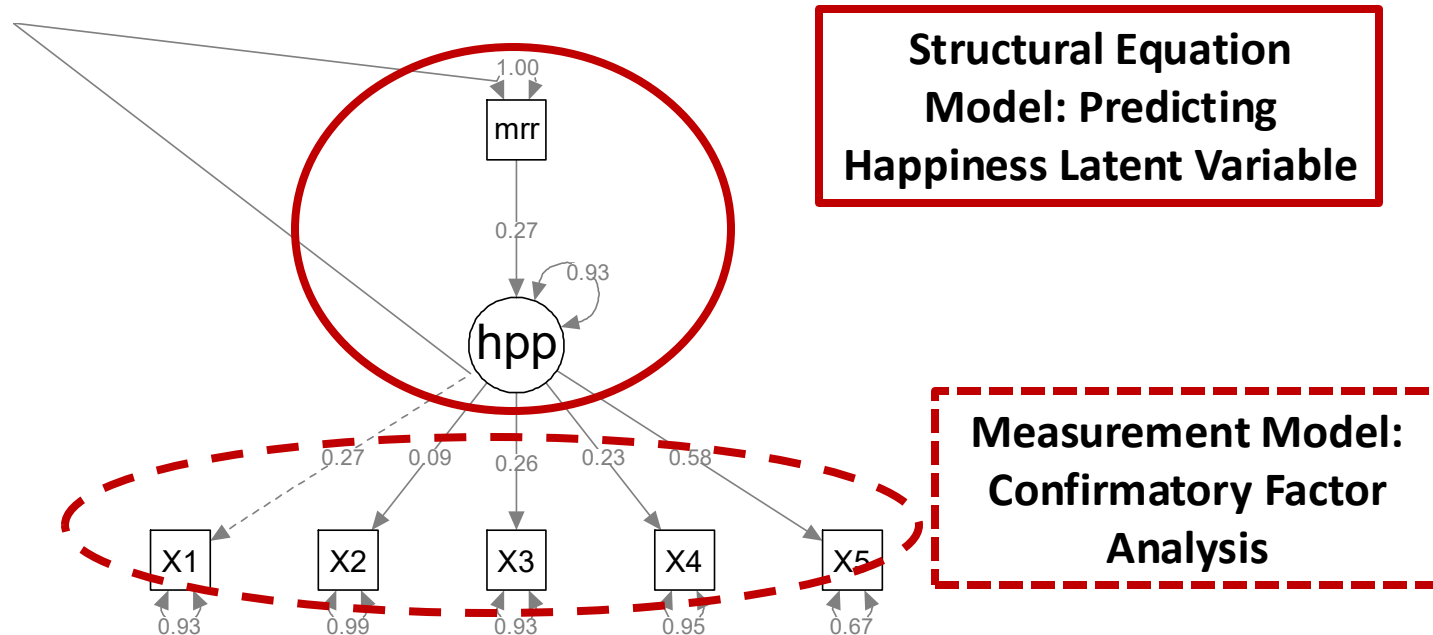 Structural Equation
Model: Predicting
Happiness Latent Variable
1.00
mrr
0.27
0.93
hpp
0.27 0.09 0.26 0.23 0.58
X1 X2 X3 X4 X5
0.93 0.99 0.93 0.95 0.67
Measurement Model:
Confirmatory Factor
Analysis